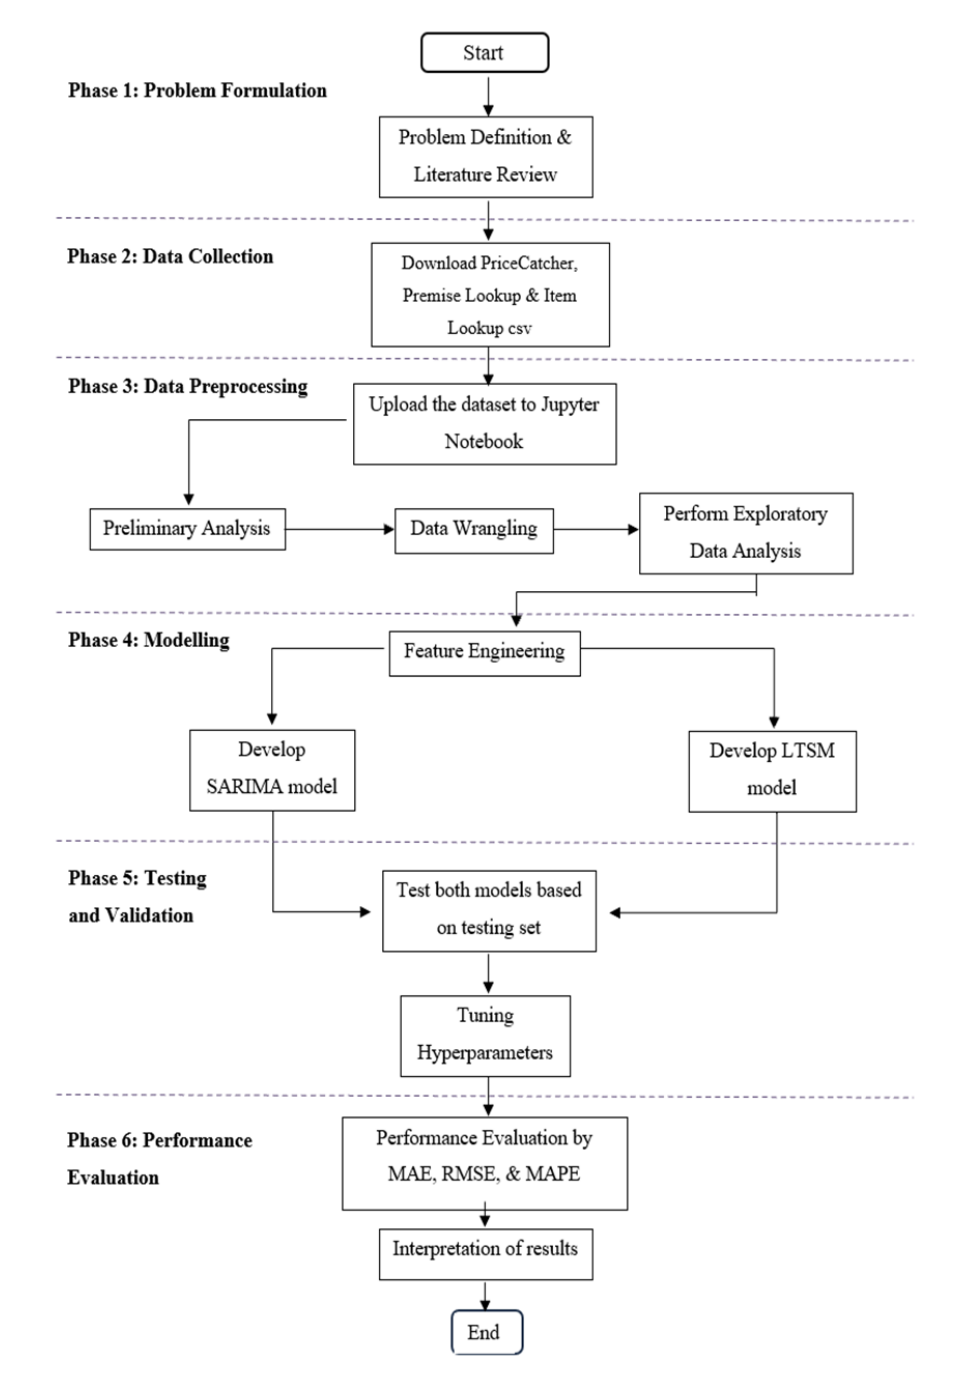 Start
Phase 1: Problem Formulation
Problem Definition &
Literature Review
Phase 2: Data Collection
Download PriceCatcher,
Premise Lookup & Item
Lookup csv
Phase 3: Data Preprocessing
Upload the dataset to Jupyter
Notebook
Preliminary Analysis
Data Wrangling
Perform Exploratory
Data Analysis
Phase 4: Modelling
Feature Engineering
Develop
SARIMA model
Develop LTSM
model
Phase 5: Testing
and Validation
Test both models based
on testing set
Tuning
Hyperparameters
Phase 6: Performance
Evaluation
Performance Evaluation by
MAE, RMSE, & MAPE
Interpretation of results
End